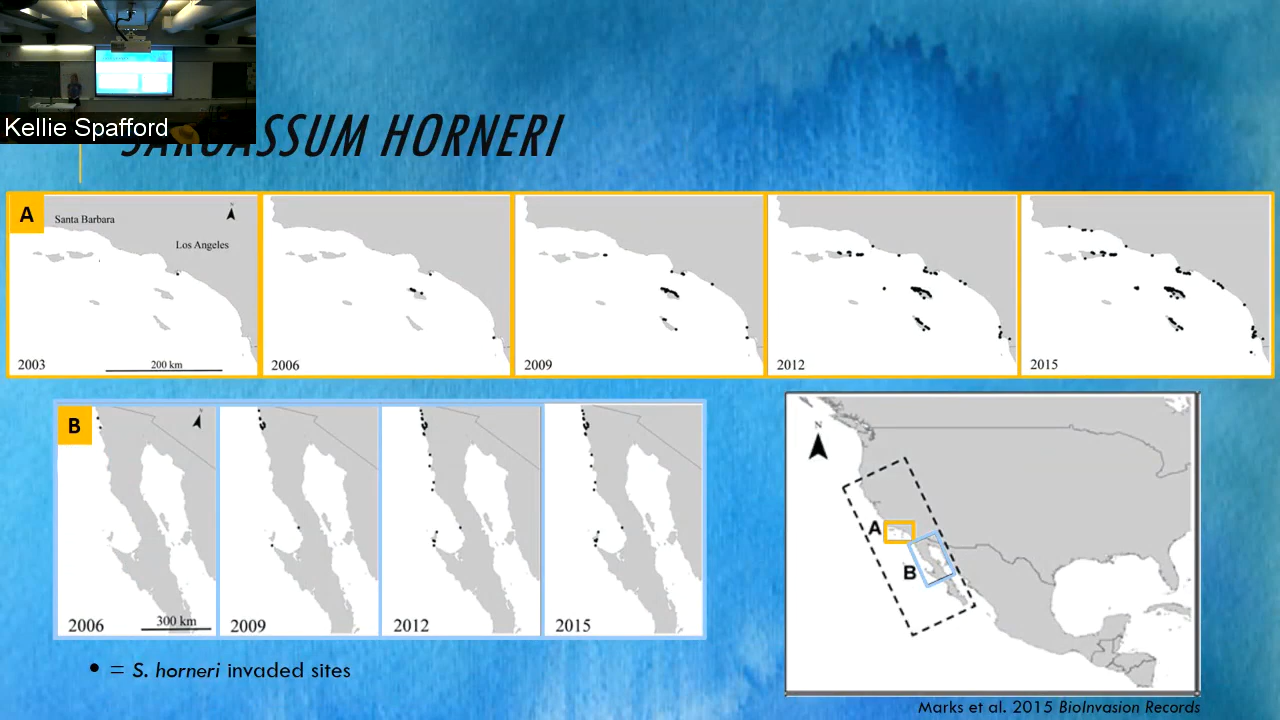 Kellie Spafford
SARGASSUM HORNERI
A
Santa Barbara
N
Los Angeles
2003
200 km
2006
2009
2012
2015
B
N
2006
300 km
2009
2012
2015
N
A
B
• = S. horneri invaded sites
Marks et al. 2015 BioInvasion Records